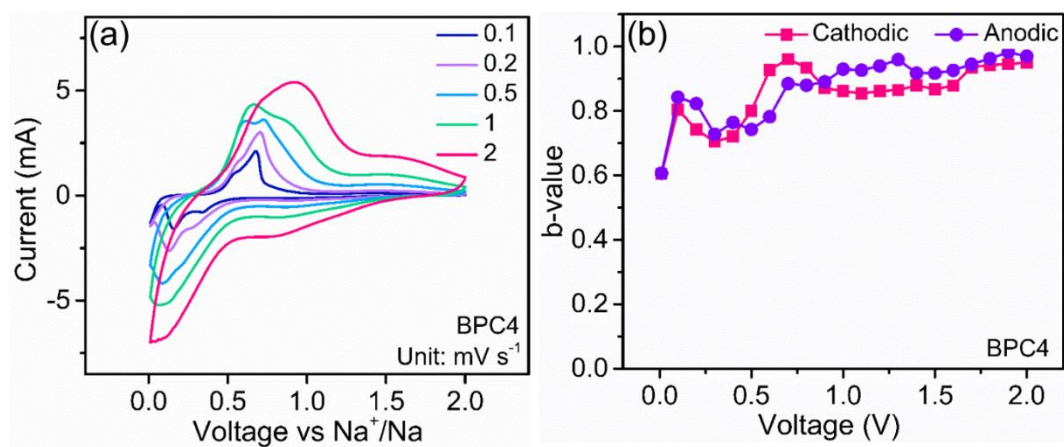 (a)
0.1
0.2
0.5
1
2
10
5
0
-5
Current (mA)
BPC4
Unit: mV s⁻¹
0.0 0.5 1.0 1.5 2.0
Voltage vs Na⁺/Na
(b)
Cathodic Anodic
1.0
0.8
0.6
0.4
0.2
0.0
b-value
BPC4
0.0 0.5 1.0 1.5 2.0
Voltage (V)